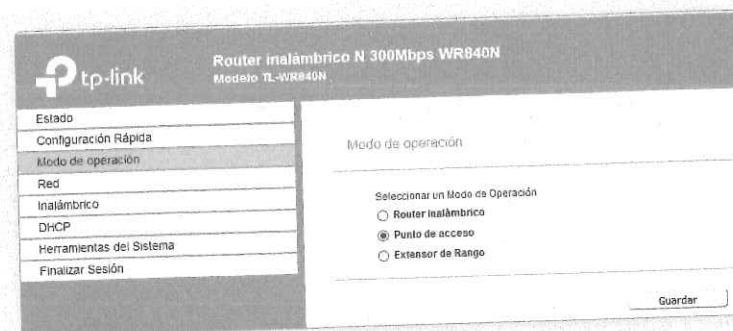 tp-link
Router inalàmbrico N 300Mbps WR840N
Modelo TL-WR840N
Estado
Configuración Rápida
Modo de operación
Red
Inalámbrico
DHCP
Herramientas del Sistema
Finalizar Sesión
Modo de operación
Seleccionar un Modo de Operación
Router inalàmbrico
Punto de acceso
Extensor de Rango
Guardar